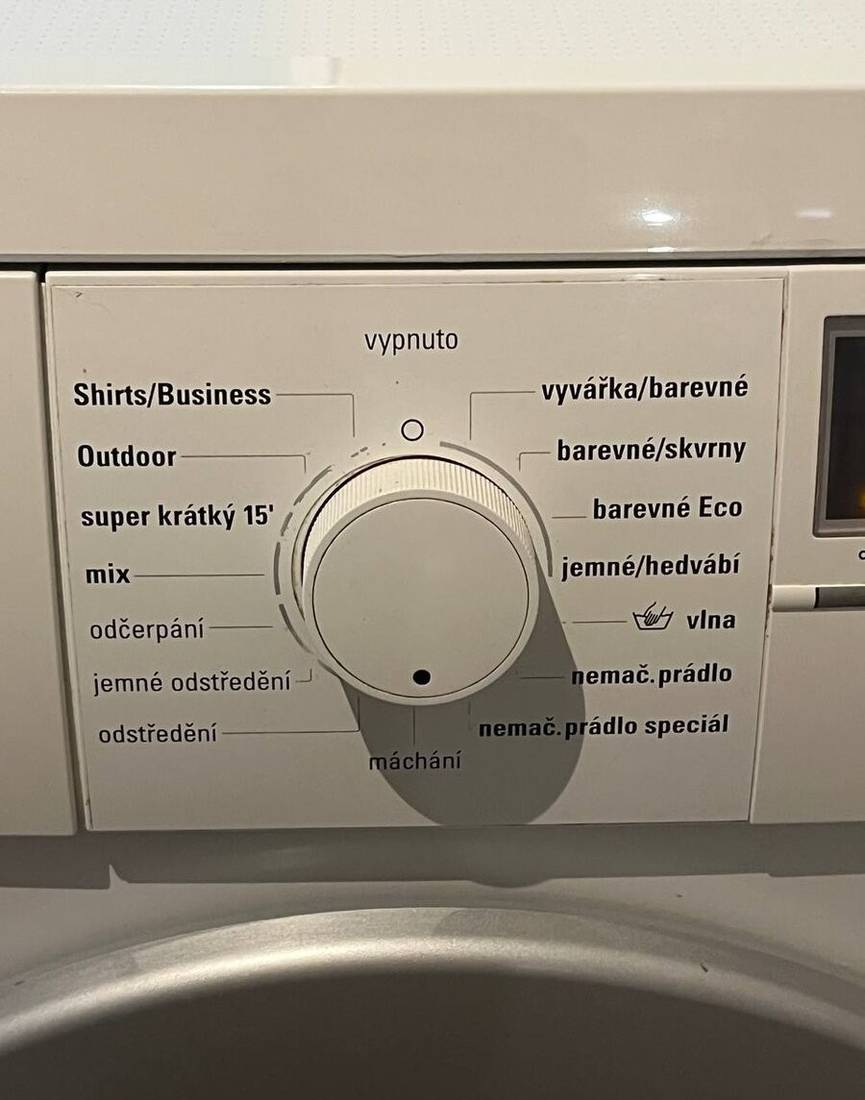 vypnuto
Shirts/Business
Outdoor
super krátký 15'
mix
odčerpání
jemné odstředění
odstředění
máchání
vyvářka/barevné
barevné/skvrny
barevné Eco
jemné/hedvábí
vlna
nemač.prádlo
nemač.prádlo speciál